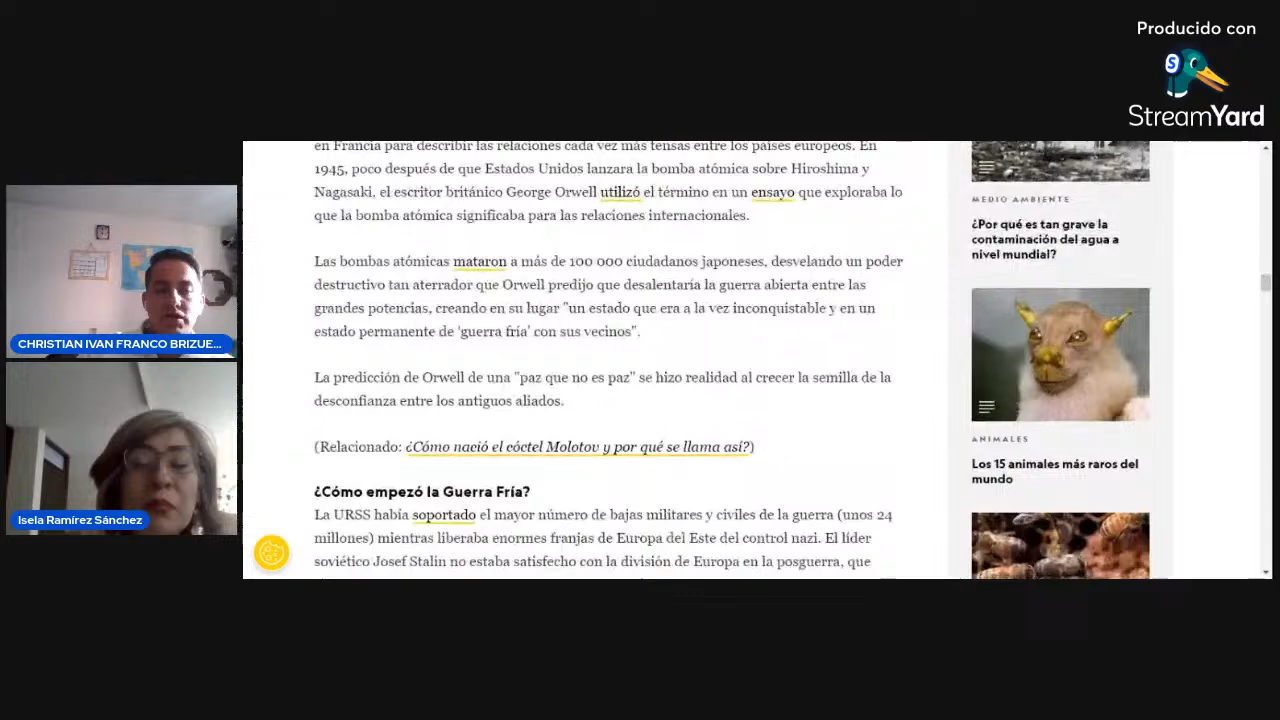 Producido con
StreamYard
CHRISTIAN IVAN FRANCO BRIZUE...
Isela Ramírez Sánchez
en Francia para describir las relaciones cada vez más tensas entre los países europeos. En
1945, poco después de que Estados Unidos lanzara la bomba atómica sobre Hiroshima y
Nagasaki, el escritor británico George Orwell utilizó el término en un ensayo que exploraba lo
que la bomba atómica significaba para las relaciones internacionales.
Las bombas atómicas mataron a más de 100 000 ciudadanos japoneses, desvelando un poder
destructivo tan aterrador que Orwell predijo que desalentaría la guerra abierta entre las
grandes potencias, creando en su lugar "un estado que era a la vez inconquistable y en un
estado permanente de 'guerra fría' con sus vecinos".
La predicción de Orwell de una "paz que no es paz" se hizo realidad al crecer la semilla de la
desconfianza entre los antiguos aliados.
(Relacionado: ¿Cómo nació el cóctel Molotov y por qué se llama así?)
¿Cómo empezó la Guerra Fría?
La URSS había soportado el mayor número de bajas militares y civiles de la guerra (unos 24
millones) mientras liberaba enormes franjas de Europa del Este del control nazi. El líder
soviético Josef Stalin no estaba satisfecho con la división de Europa en la posguerra, que
MEDIO AMBIENTE
¿Por qué es tan grave la
contaminación del agua a
nivel mundial?
ANIMALES
Los 15 animales más raros del
mundo